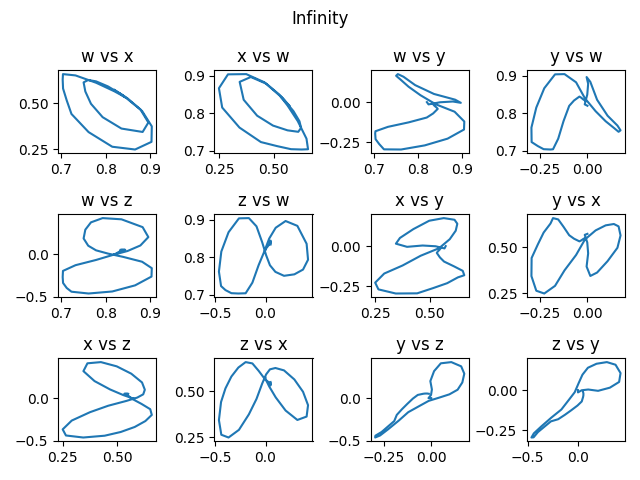 Infinity
w vs x x vs w w vs y y vs w
0.50 0.25 0.7 0.8 0.9
0.9 0.8 0.7 0.25 0.50
0.00 −0.25 0.7 0.8 0.9
0.9 0.8 0.7 −0.25 0.00
w vs z z vs w x vs y y vs x
0.0 −0.5 0.7 0.8 0.9
0.9 0.8 0.7 −0.5 0.0
0.00 −0.25 0.25 0.50
0.50 0.25 −0.25 0.00
x vs z z vs x y vs z z vs y
0.0 −0.5 0.25 0.50
0.50 0.25 −0.5 0.0
0.0 −0.5 −0.25 0.00
0.00 −0.25 −0.5 0.0